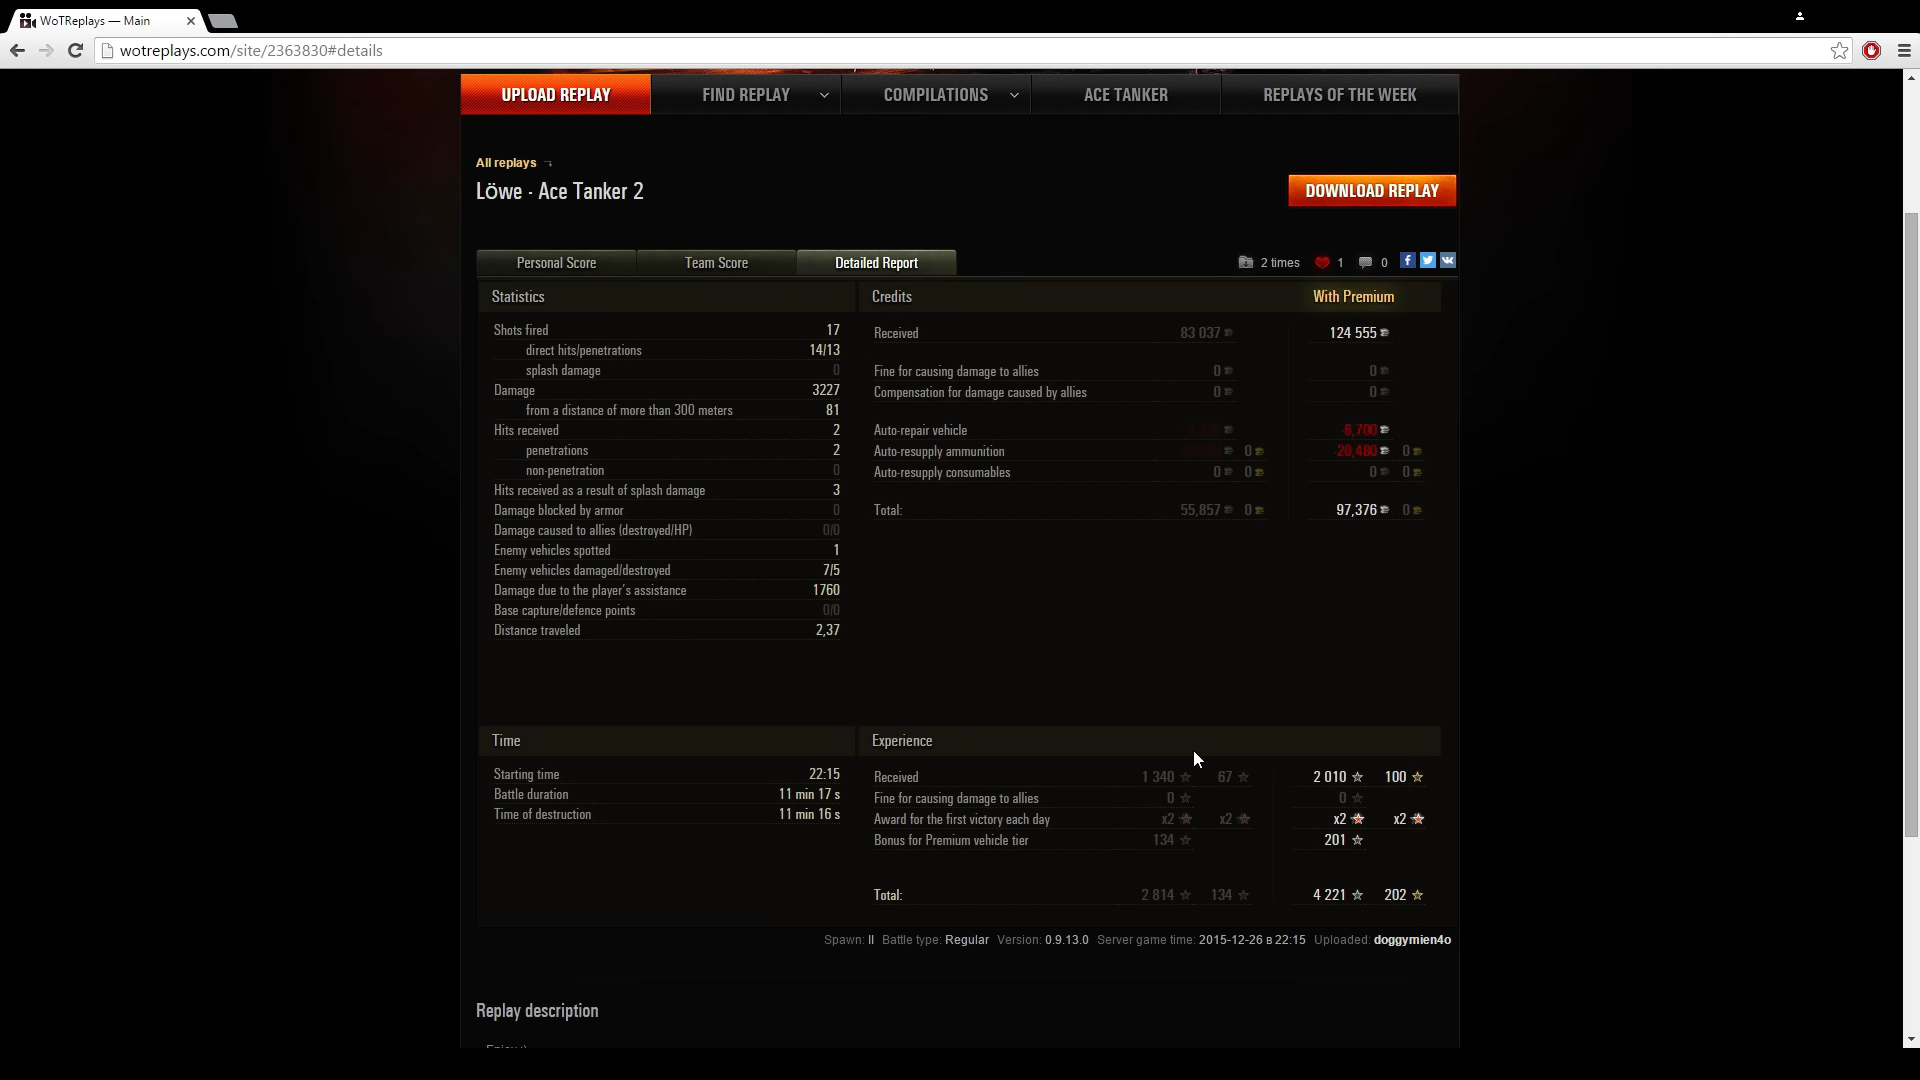 WoTReplays — Main
wotreplays.com/site/2363830#details
UPLOAD REPLAY FIND REPLAY COMPILATIONS ACE TANKER REPLAYS OF THE WEEK
All replays
Löwe - Ace Tanker 2
DOWNLOAD REPLAY
Personal Score Team Score Detailed Report 2 times 1 0
Statistics
Shots fired 17
direct hits/penetrations 14/13
splash damage 0
Damage 3227
from a distance of more than 300 meters 81
Hits received 2
penetrations 2
non-penetration 0
Hits received as a result of splash damage 3
Damage blocked by armor 0
Damage caused to allies (destroyed/HP) 0/0
Enemy vehicles spotted 1
Enemy vehicles damaged/destroyed 7/5
Damage due to the player's assistance 1760
Base capture/defence points 0/0
Distance traveled 2,37
Credits With Premium
Received 83 037 124 555
Fine for causing damage to allies 0 0
Compensation for damage caused by allies 0 0
Auto-repair vehicle -6,700
Auto-resupply ammunition 0 -20,480 0
Auto-resupply consumables 0 0 0 0
Total: 55,857 0 97,376 0
Time
Starting time 22:15
Battle duration 11 min 17 s
Time of destruction 11 min 16 s
Experience
Received 1 340 67 2 010 100
Fine for causing damage to allies 0 0
Award for the first victory each day x2 x2 x2 x2
Bonus for Premium vehicle tier 134 201
Total: 2 814 134 4 221 202
Spawn: II Battle type: Regular Version: 0.9.13.0 Server game time: 2015-12-26 в 22:15 Uploaded: doggymien4o
Replay description